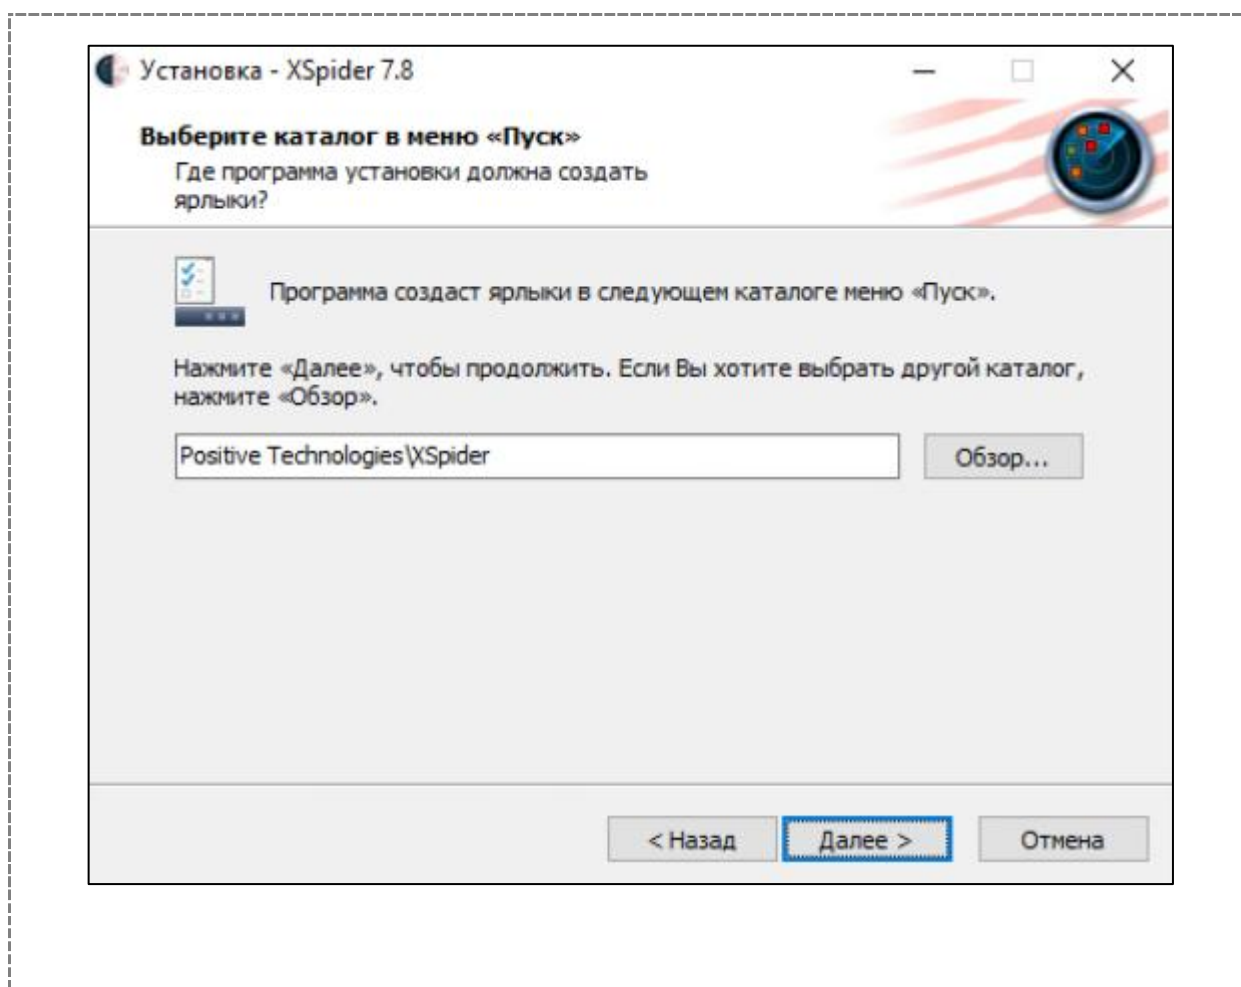 Установка - XSpider 7.8
Выберите каталог в меню «Пуск»
Где программа установки должна создать
ярлыки?
Программа создаст ярлыки в следующем каталоге меню «Пуск».
Нажмите «Далее», чтобы продолжить. Если Вы хотите выбрать другой каталог,
нажмите «Обзор».
Positive Technologies\XSpider
Обзор...
< Назад
Далее >
Отмена